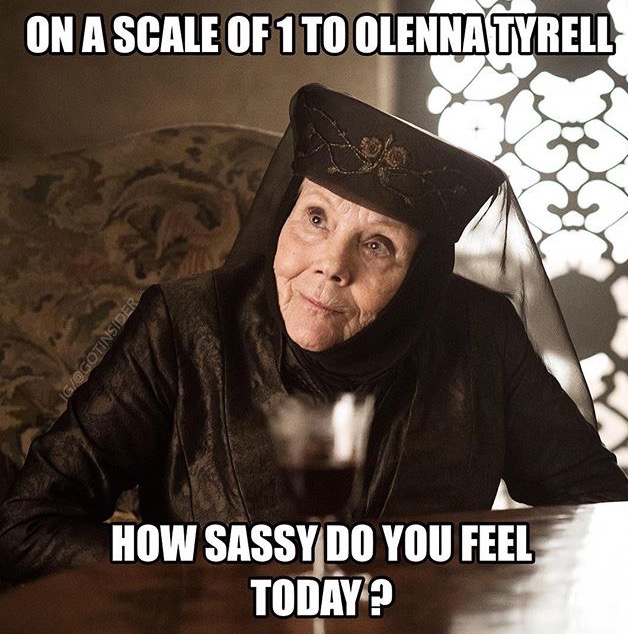 ON A SCALE OF 1 TO OLENNA TYRELL
IG/@GOTINSIDER
HOW SASSY DO YOU FEEL
TODAY ?